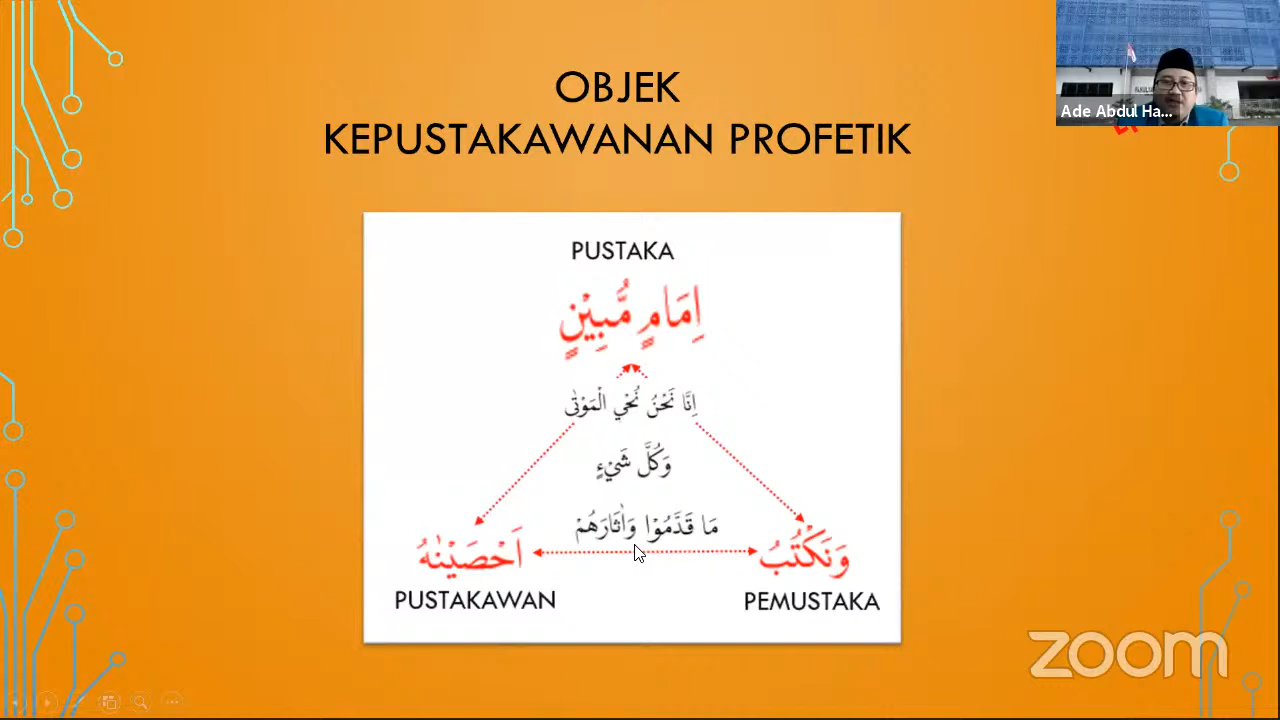 OBJEK
KEPUSTAKAWANAN PROFETIK
Ade Abdul Ha...
PUSTAKA
اِمَامٍ مُّبِيْنٍ
اِنَّا نَحْنُ نُحْيِ الْمَوْتٰى
وَكُلَّ شَيْءٍ
مَا قَدَّمُوْا وَاٰثَارَهُمْ
اَحْصَيْنٰهُ
وَنَكْتُبُ
PUSTAKAWAN
PEMUSTAKA
zoom